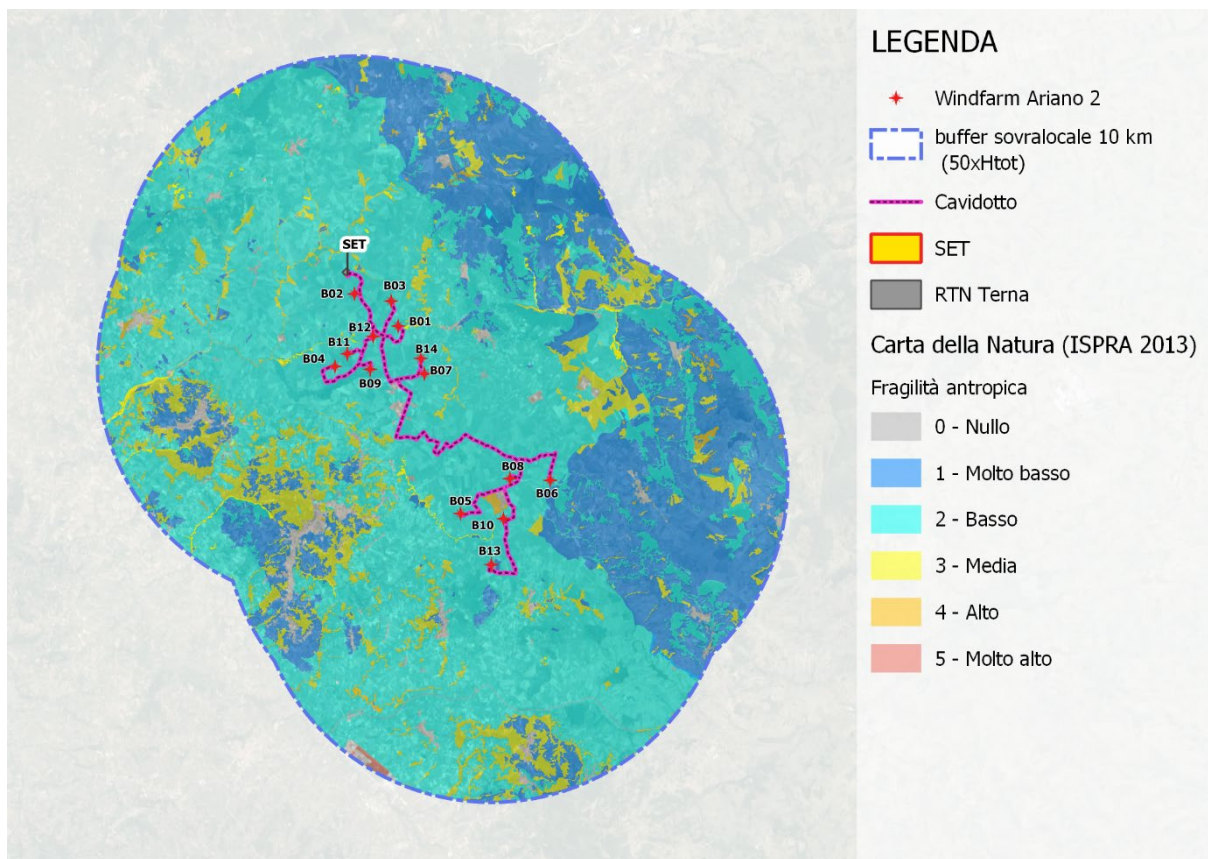 LEGENDA
Windfarm Ariano 2
buffer sovralocale 10 km
(50xHtot)
Cavidotto
SET
RTN Terna
Carta della Natura (ISPRA 2013)
Fragilità antropica
0 - Nullo
1 - Molto basso
2 - Basso
3 - Media
4 - Alto
5 - Molto alto
SET
B02
B03
B12
B01
B11
B04
B14
B09
B07
B08
B06
B05
B10
B13